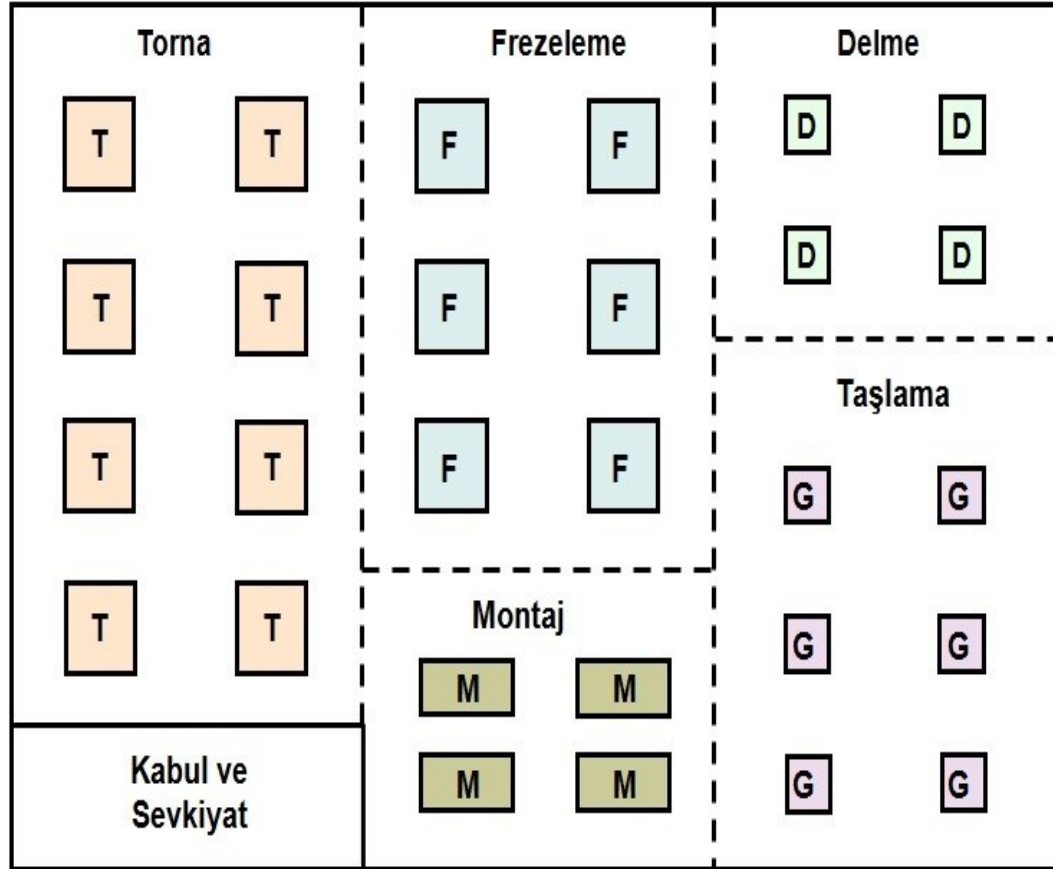 Torna
T T
T T
T T
T T
Kabul ve
Sevkiyat
Frezeleme
F F
F F
F F
Montaj
M M
M M
Delme
D D
D D
Taşlama
G G
G G
G G